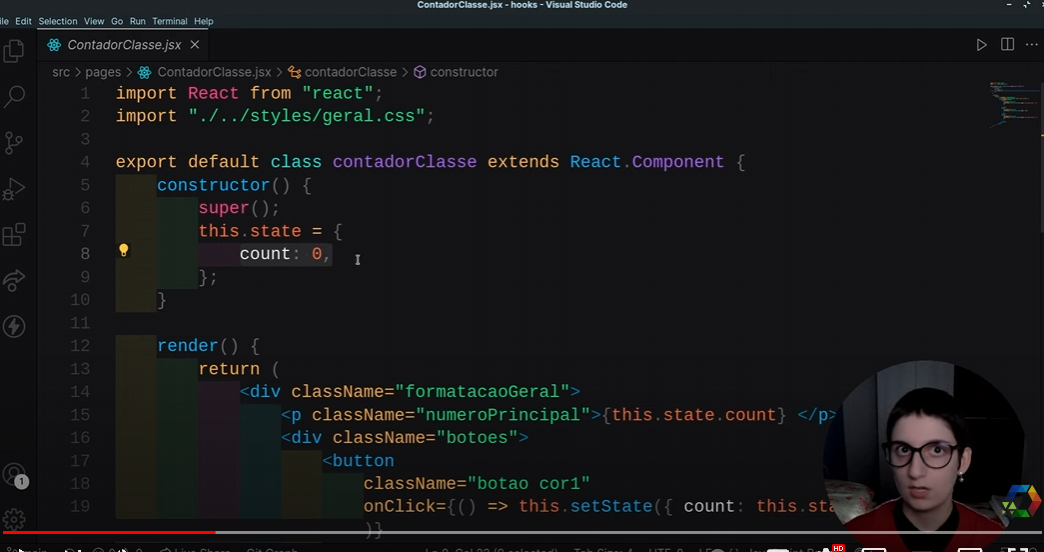 ContadorClasse.jsx - hooks - Visual Studio Code
ile Edit Selection View Go Run Terminal Help
ContadorClasse.jsx
src > pages > ContadorClasse.jsx > contadorClasse > constructor
1 import React from "react";
2 import "./../styles/geral.css";
3
4 export default class contadorClasse extends React.Component {
5 constructor() {
6 super();
7 this.state = {
8 count: 0,
9 };
10 }
11
12 render() {
13 return (
14 <div className="formatacaoGeral">
15 <p className="numeroPrincipal">{this.state.count} </p>
16 <div className="botoes">
17 <button
18 className="botao cor1"
19 onClick={() => this.setState({ count: this.sta
)}
1
HD